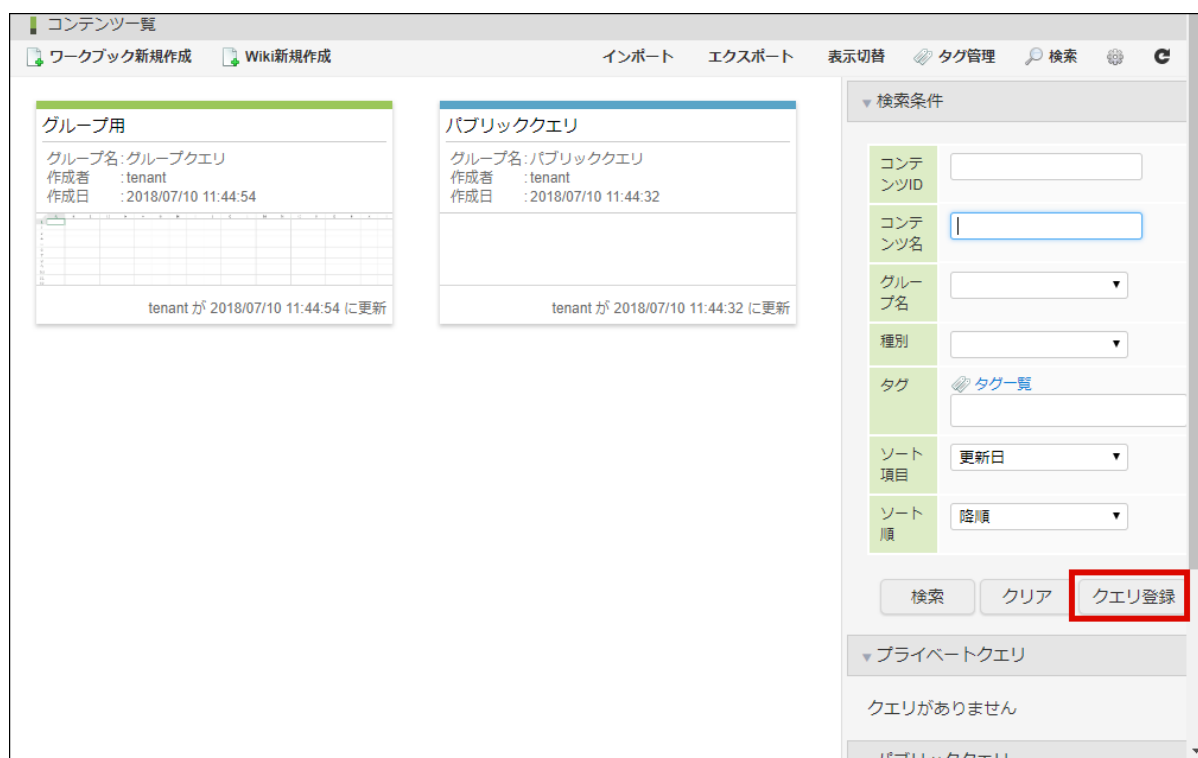 コンテンツ一覧
ワークブック新規作成 Wiki新規作成 インポート エクスポート 表示切替 タグ管理 検索
グループ用
グループ名:グループクエリ
作成者 :tenant
作成日 :2018/07/10 11:44:54
tenant が 2018/07/10 11:44:54 に更新
パブリッククエリ
グループ名:パブリッククエリ
作成者 :tenant
作成日 :2018/07/10 11:44:32
tenant が 2018/07/10 11:44:32 に更新
検索条件
コンテ
ンツID
コンテ
ンツ名
グルー
プ名
種別
タグ タグ一覧
ソート
項目
更新日
ソート
順
降順
検索 クリア クエリ登録
プライベートクエリ
クエリがありません
パブリッククエリ